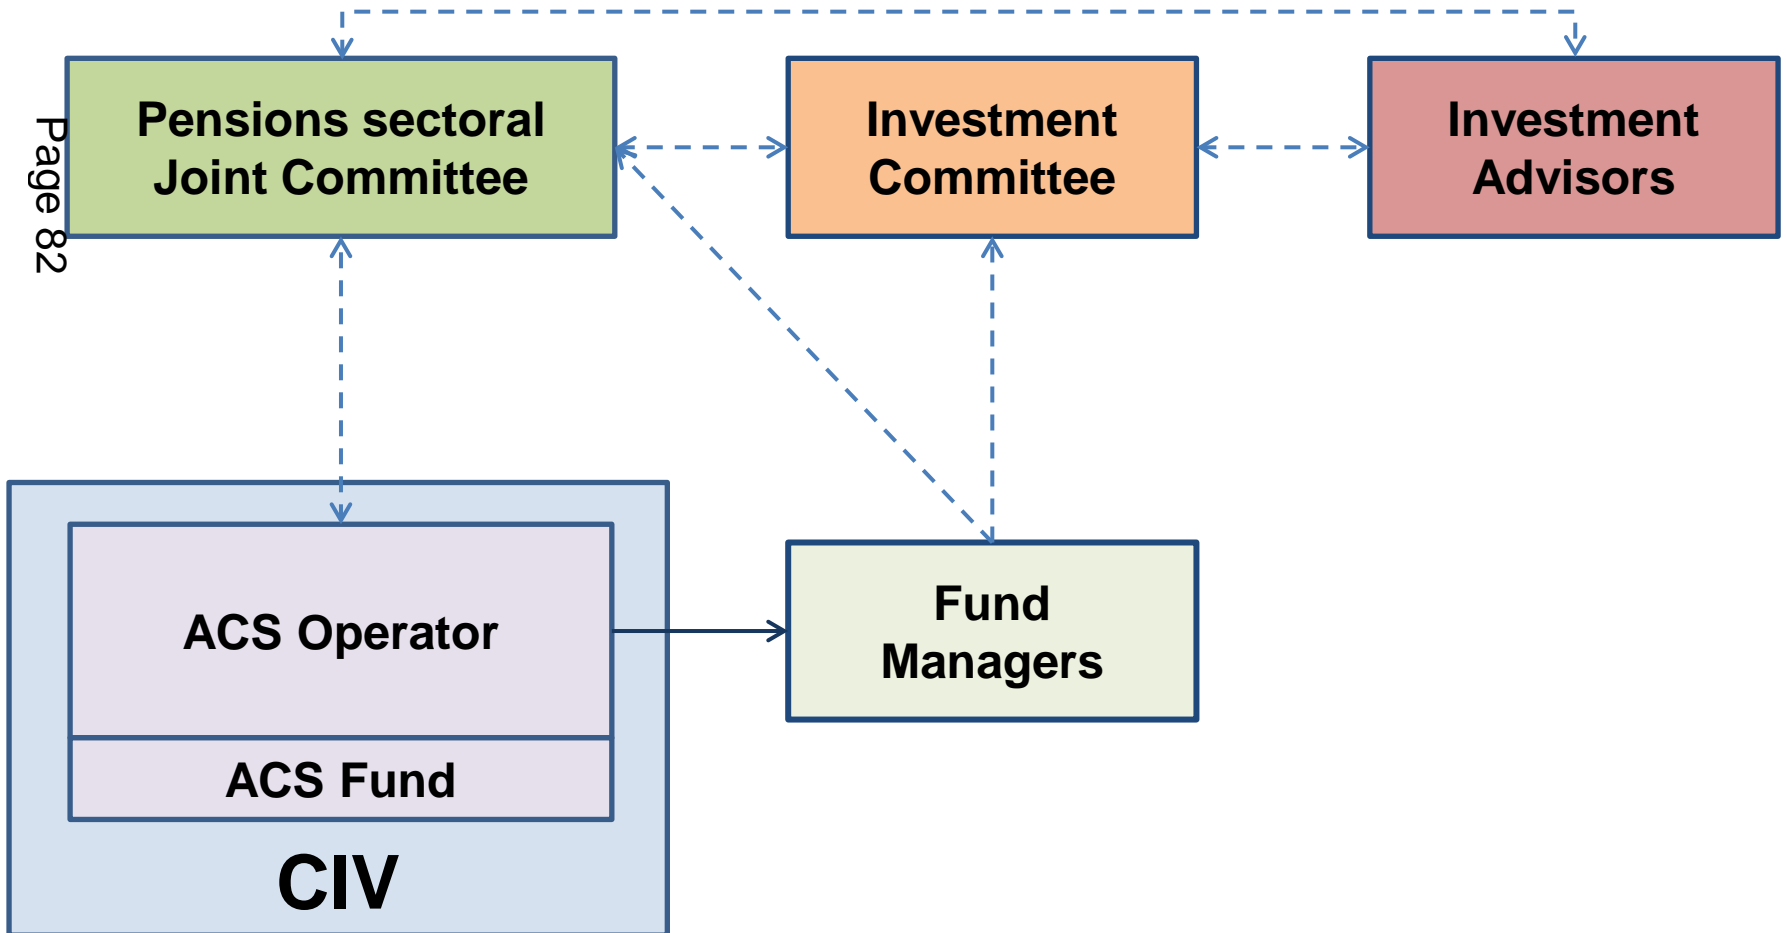 Page 82
Pensions sectoral
Joint Committee
Investment
Committee
Investment
Advisors
ACS Operator
Fund
Managers
ACS Fund
CIV